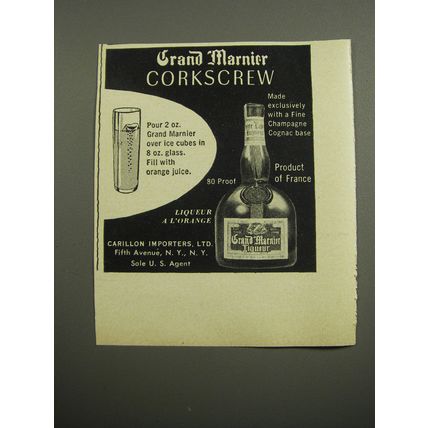 Grand Marnier
CORKSCREW
Pour 2 oz.
Grand Marnier
over ice cubes in
8 oz. glass.
Fill with
orange juice.
Made
exclusively
with a Fine
Champagne
Cognac base
80 Proof
Product
of France
LIQUEUR
A L'ORANGE
CARILLON IMPORTERS, LTD.
Fifth Avenue, N. Y., N. Y.
Sole U. S. Agent
Grand Marnier
Liqueur